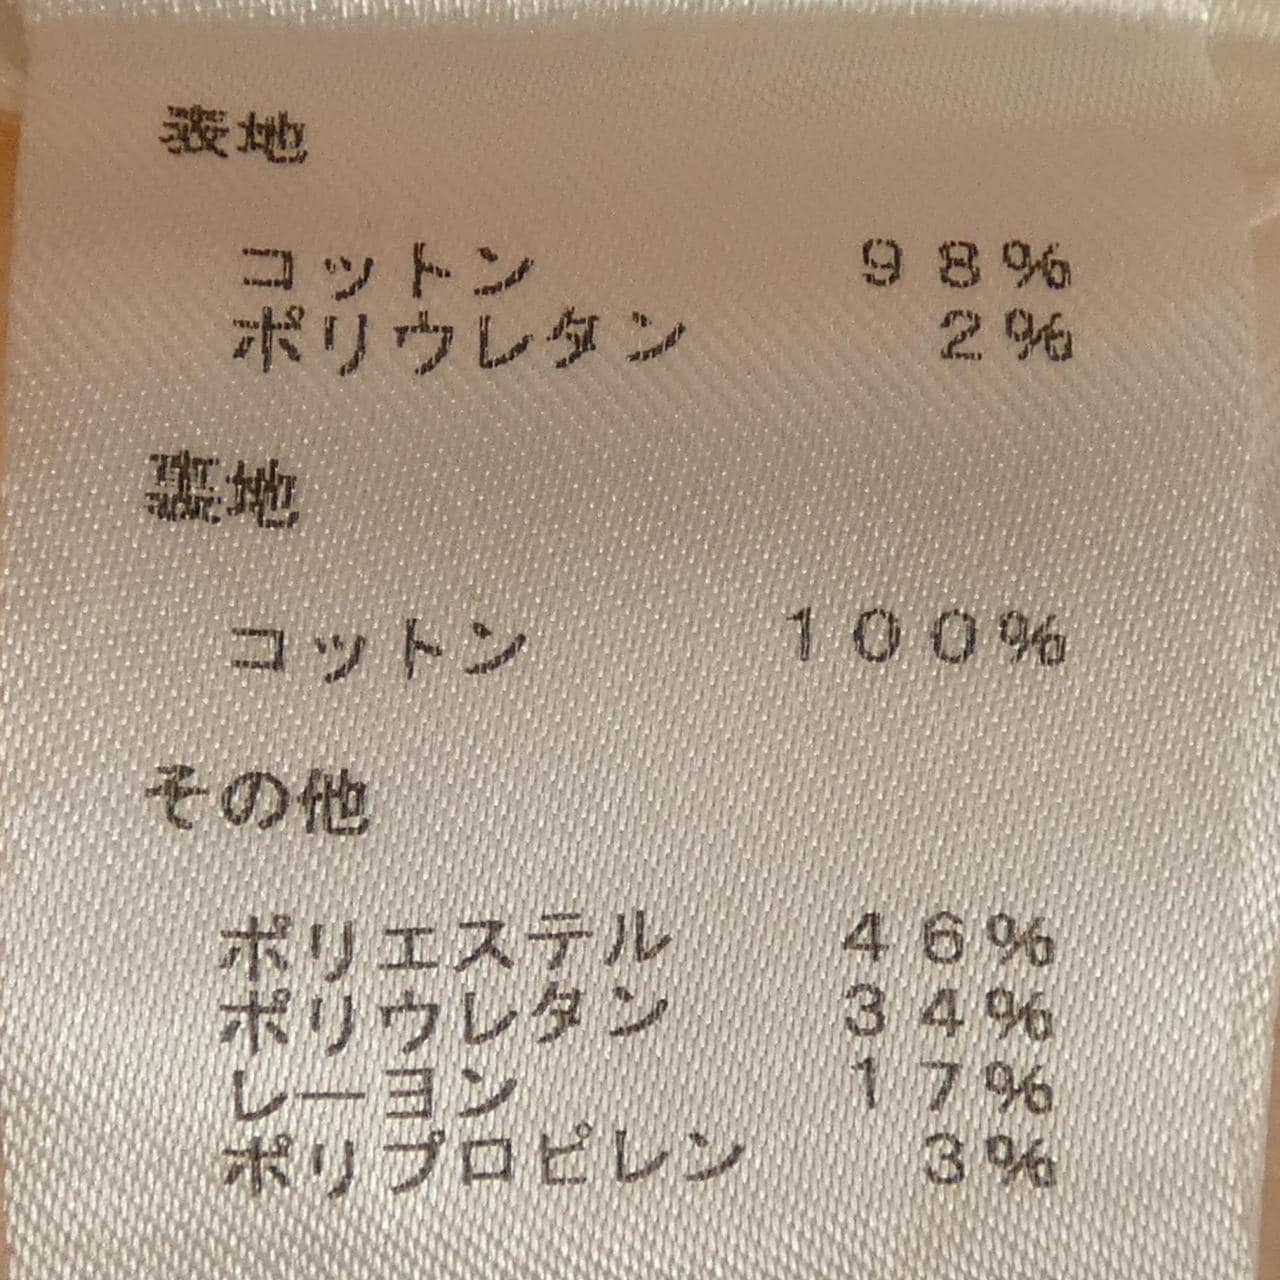 表地
コットン 98%
ポリウレタン 2%
裏地
コットン 100%
その他
ポリエステル 46%
ポリウレタン 34%
レーヨン 17%
ポリプロピレン 3%